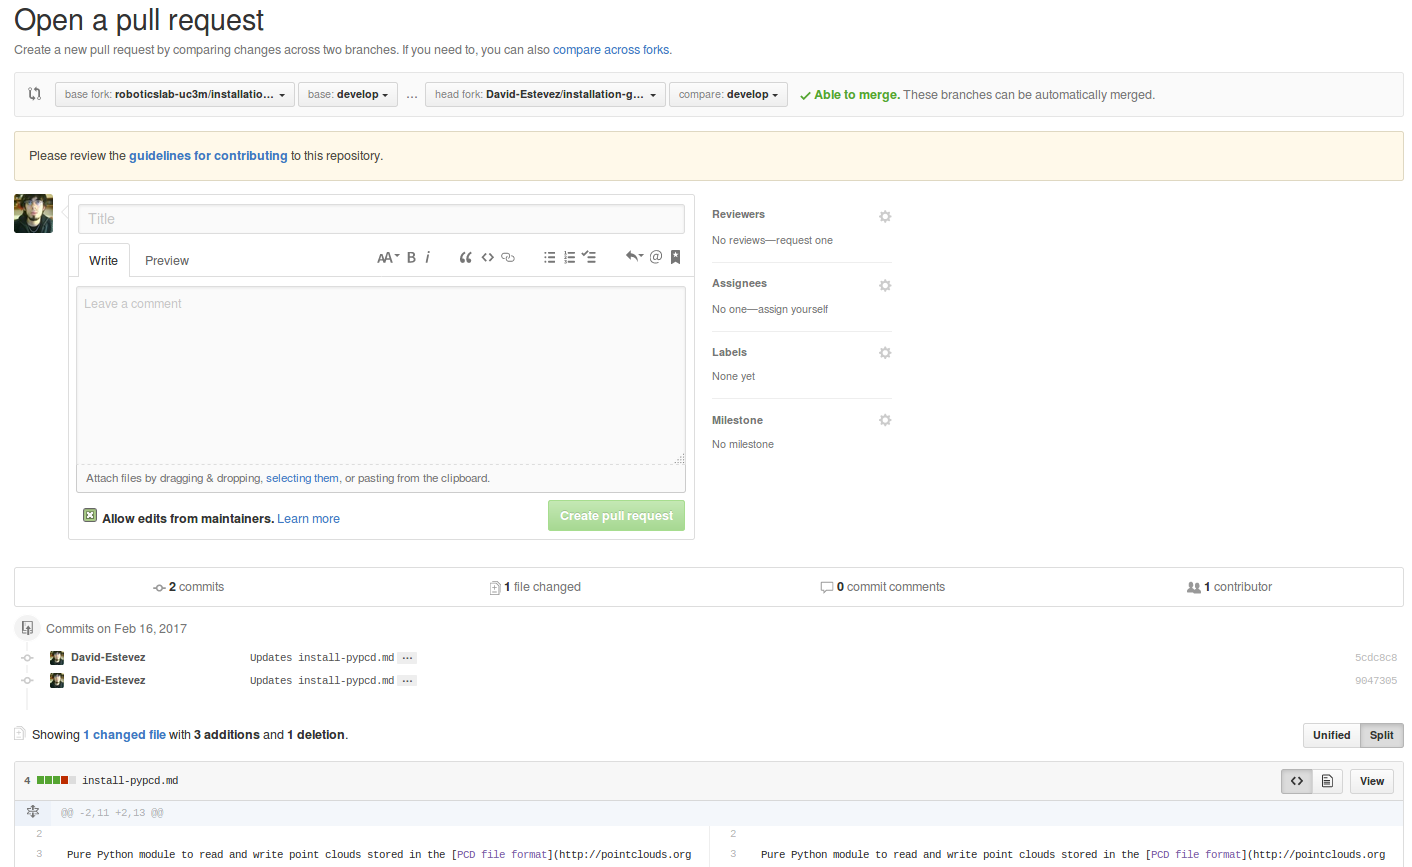 Open a pull request
Create a new pull request by comparing changes across two branches. If you need to, you can also compare across forks.
base fork: roboticslab-uc3m/installatio... base: develop ... head fork: David-Estevez/installation-g... compare: develop Able to merge. These branches can be automatically merged.
Please review the guidelines for contributing to this repository.
Title
Write Preview AA B i @
Leave a comment
Attach files by dragging & dropping, selecting them, or pasting from the clipboard.
Allow edits from maintainers. Learn more Create pull request
Reviewers
No reviews—request one
Assignees
No one—assign yourself
Labels
None yet
Milestone
No milestone
2 commits 1 file changed 0 commit comments 1 contributor
Commits on Feb 16, 2017
David-Estevez Updates install-pypcd.md ... 5cdc8c8
David-Estevez Updates install-pypcd.md ... 9047305
Showing 1 changed file with 3 additions and 1 deletion. Unified Split
4 install-pypcd.md <> View
@@ -2,11 +2,13 @@
2 2
3 Pure Python module to read and write point clouds stored in the [PCD file format](http://pointclouds.org 3 Pure Python module to read and write point clouds stored in the [PCD file format](http://pointclouds.org